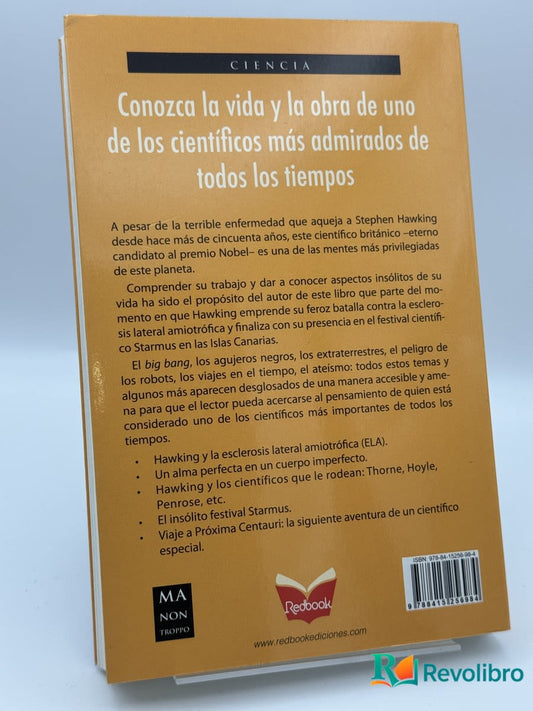 CIENCIA
Conozca la vida y la obra de uno
de los científicos más admirados de
todos los tiempos
A pesar de la terrible enfermedad que aqueja a Stephen Hawking
desde hace más de cincuenta años, este científico británico –eterno
candidato al premio Nobel– es una de las mentes más privilegiadas
de este planeta.
Comprender su trabajo y dar a conocer aspectos insólitos de su
vida ha sido el propósito del autor de este libro que parte del mo-
mento en que Hawking emprende su feroz batalla contra la esclero-
sis lateral amiotrófica y finaliza con su presencia en el festival científi-
co Starmus en las Islas Canarias.
El big bang, los agujeros negros, los extraterrestres, el peligro de
los robots, los viajes en el tiempo, el ateísmo: todos estos temas y
algunos más aparecen desglosados de una manera accesible y ame-
na para que el lector pueda acercarse al pensamiento de quien está
considerado uno de los científicos más importantes de todos los
tiempos.
• Hawking y la esclerosis lateral amiotrófica (ELA).
• Un alma perfecta en un cuerpo imperfecto.
• Hawking y los científicos que le rodean: Thorne, Hoyle,
Penrose, etc.
• El insólito festival Starmus.
• Viaje a Próxima Centauri: la siguiente aventura de un científico
especial.
ISBN: 978-84-15256-98-4
9788415256984
MA
NON
TROPPO
Redbook
www.redbookediciones.com
Revolibro